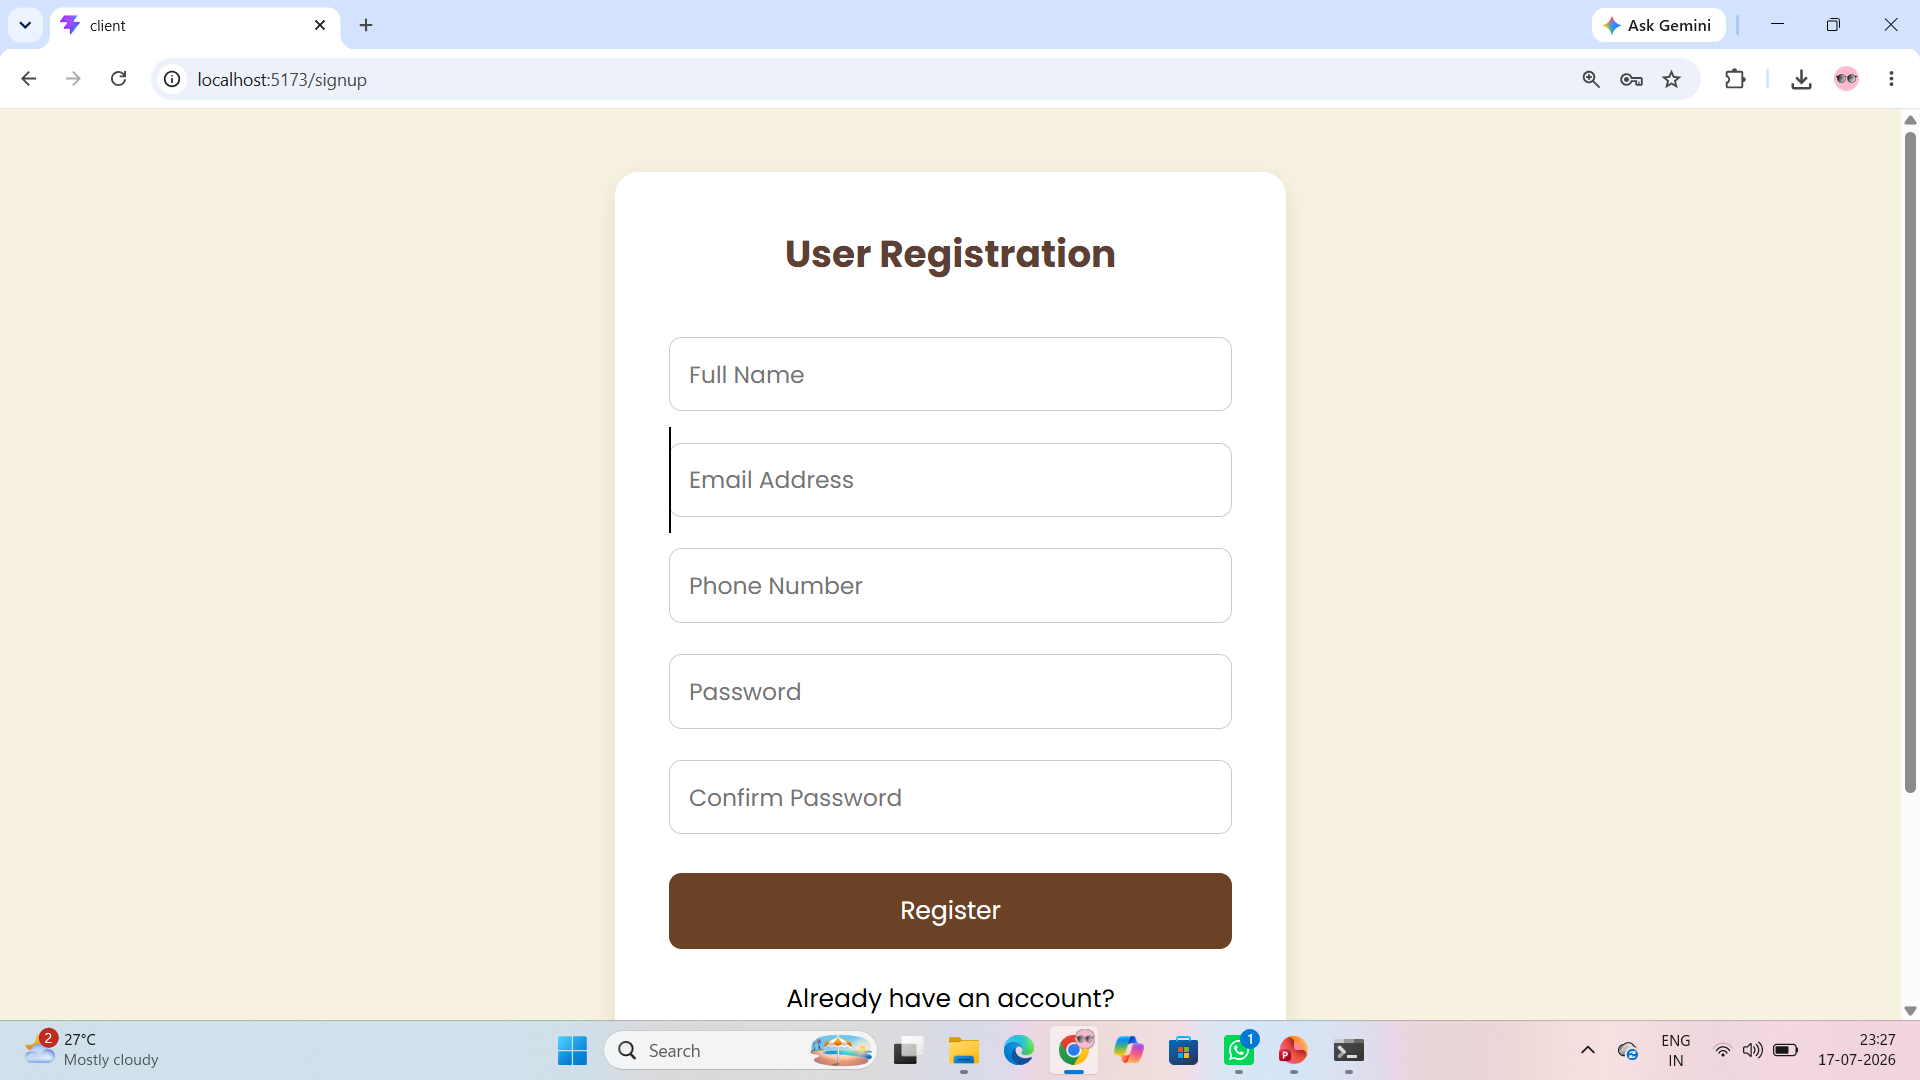 client
Ask Gemini
localhost:5173/signup
User Registration
Full Name
Email Address
Phone Number
Password
Confirm Password
Register
Already have an account?
2
27°C
Mostly cloudy
Search
1
ENG
IN
23:27
17-07-2026